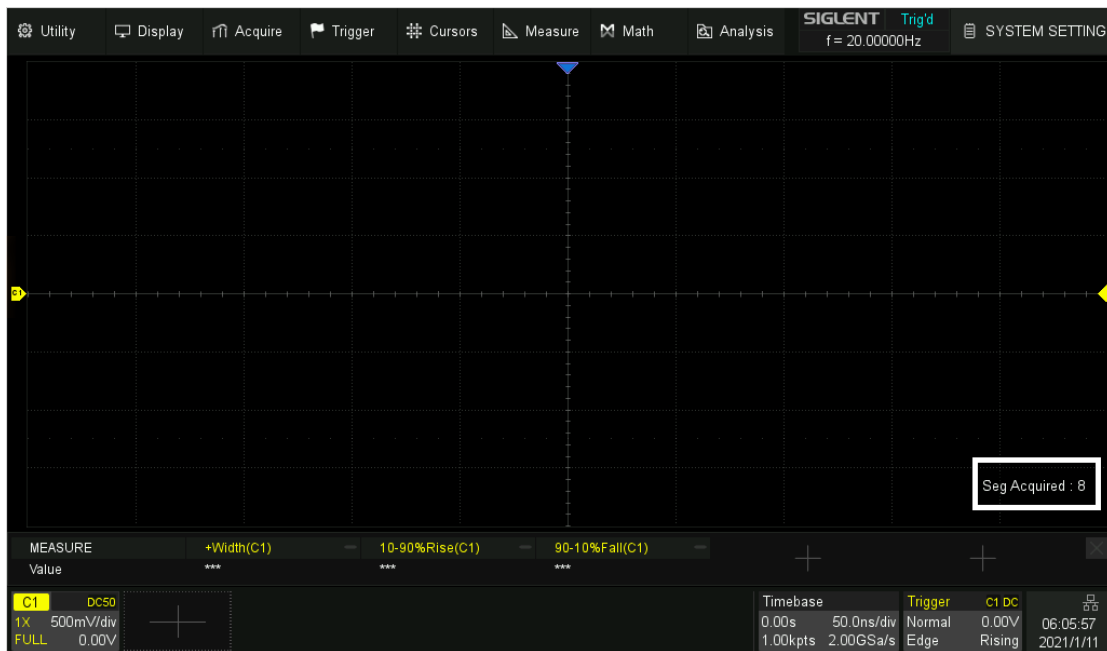 Utility Display Acquire Trigger Cursors Measure Math Analysis SIGLENT Trig'd SYSTEM SETTING
f = 20.00000Hz
C1
Seg Acquired : 8
MEASURE +Width(C1) 10-90%Rise(C1) 90-10%Fall(C1)
Value *** *** ***
C1 DC50 Timebase Trigger C1 DC
1X 500mV/div 0.00s 50.0ns/div Normal 0.00V 06:05:57
FULL 0.00V 1.00kpts 2.00GSa/s Edge Rising 2021/1/11